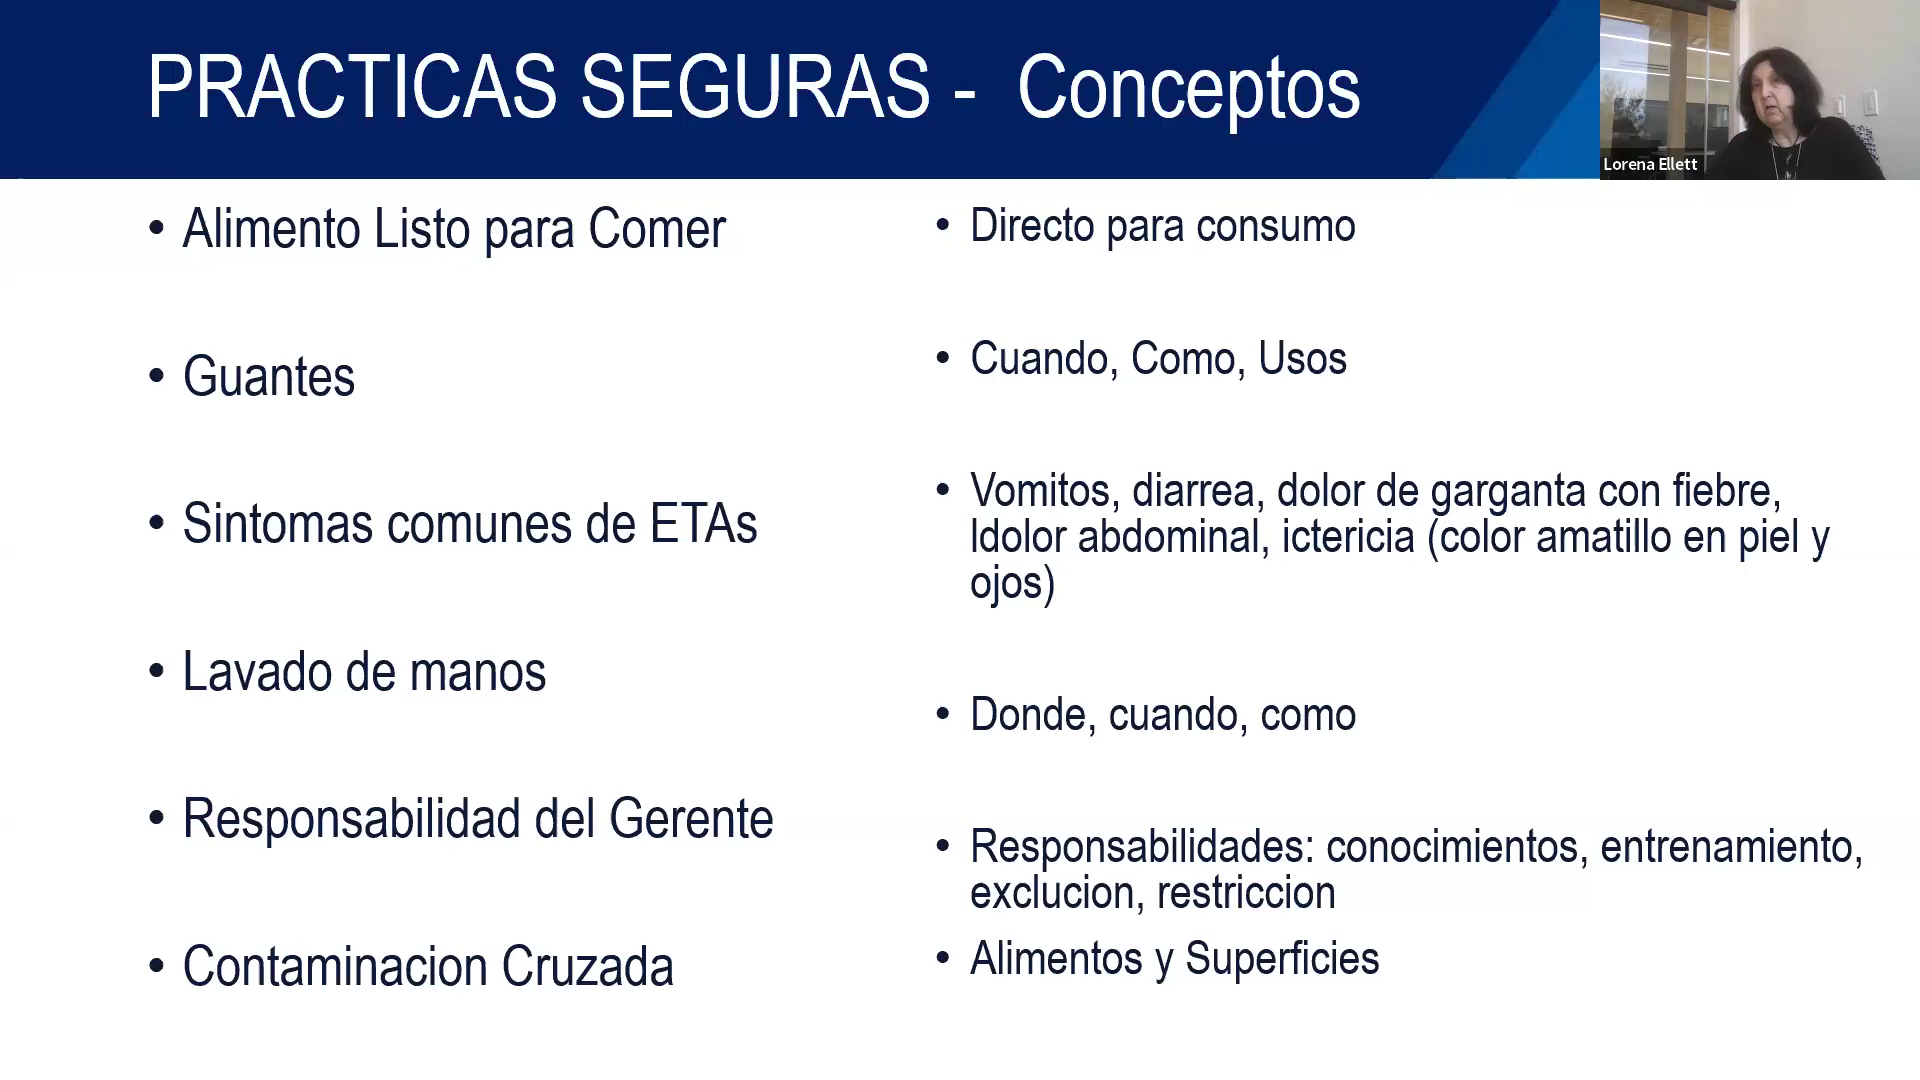 PRACTICAS SEGURAS - Conceptos
Lorena Ellett
• Alimento Listo para Comer
• Guantes
• Sintomas comunes de ETAs
• Lavado de manos
• Responsabilidad del Gerente
• Contaminacion Cruzada
• Directo para consumo
• Cuando, Como, Usos
• Vomitos, diarrea, dolor de garganta con fiebre,
ldolor abdominal, ictericia (color amatillo en piel y
ojos)
• Donde, cuando, como
• Responsabilidades: conocimientos, entrenamiento,
exclucion, restriccion
• Alimentos y Superficies